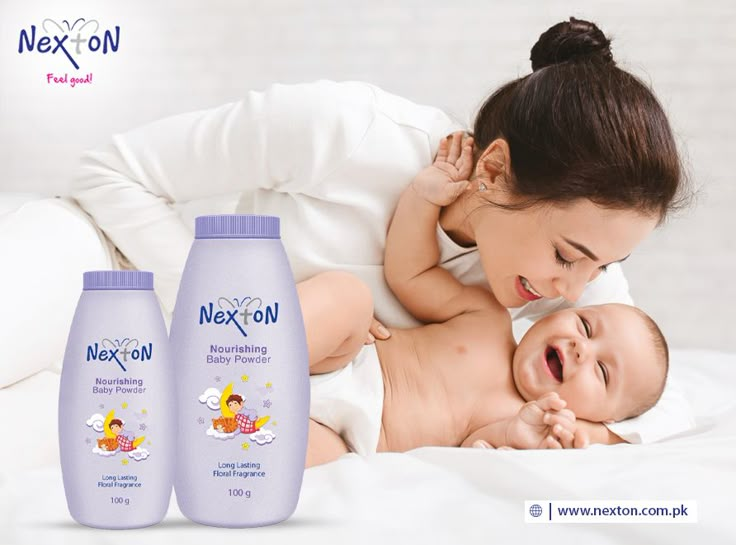 NextoN
Feel good!
NextoN
Nourishing
Baby Powder
Long Lasting
Floral Fragrance
100 g
NextoN
Nourishing
Baby Powder
Long Lasting
Floral Fragrance
100 g
www.nexton.com.pk